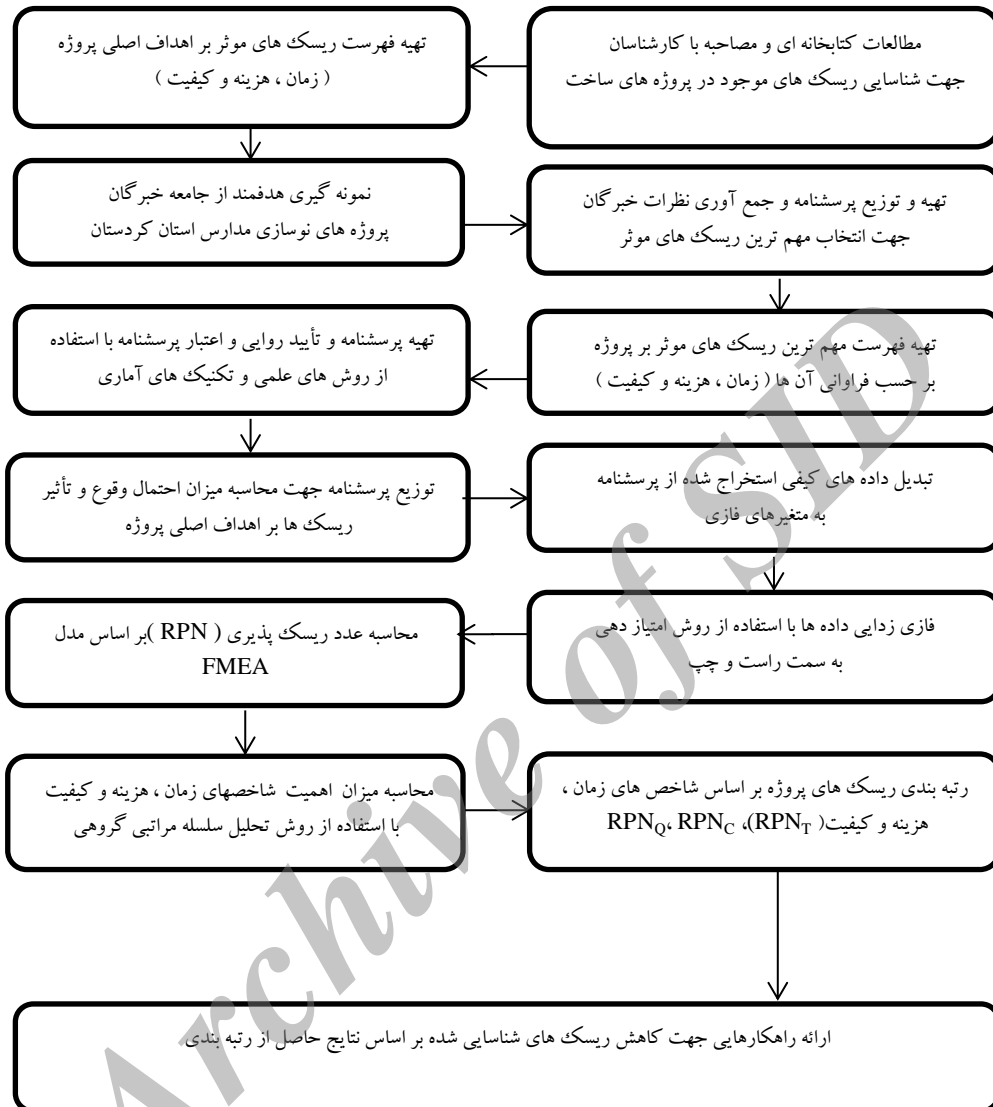 مطالعات کتابخانه ای و مصاحبه با کارشناسان
جهت شناسایی ریسک های موجود در پروژه های ساخت
تهیه فهرست ریسک های موثر بر اهداف اصلی پروژه
( زمان ، هزینه و کیفیت )
نمونه گیری هدفمند از جامعه خبرگان
پروژه های نوسازی مدارس استان کردستان
تهیه و توزیع پرسشنامه و جمع آوری نظرات خبرگان
جهت انتخاب مهم ترین ریسک های موثر
تهیه فهرست مهم ترین ریسک های موثر بر پروژه
بر حسب فراوانی آن ها ( زمان ، هزینه و کیفیت )
تهیه پرسشنامه و تأیید روایی و اعتبار پرسشنامه با استفاده
از روش های علمی و تکنیک های آماری
توزیع پرسشنامه جهت محاسبه میزان احتمال وقوع و تأثیر
ریسک ها بر اهداف اصلی پروژه
تبدیل داده های کیفی استخراج شده از پرسشنامه
به متغیرهای فازی
فازی زدایی داده ها با استفاده از روش امتیاز دهی
به سمت راست و چپ
محاسبه عدد ریسک پذیری ( RPN )بر اساس مدل
FMEA
محاسبه میزان اهمیت شاخصهای زمان ، هزینه و کیفیت
با استفاده از روش تحلیل سلسله مراتبی گروهی
رتبه بندی ریسک های پروژه بر اساس شاخص های زمان ،
هزینه و کیفیت( RPN_T)، RPN_C ،RPN_Q
ارائه راهکارهایی جهت کاهش ریسک های شناسایی شده بر اساس نتایج حاصل از رتبه بندی
Archive of SID